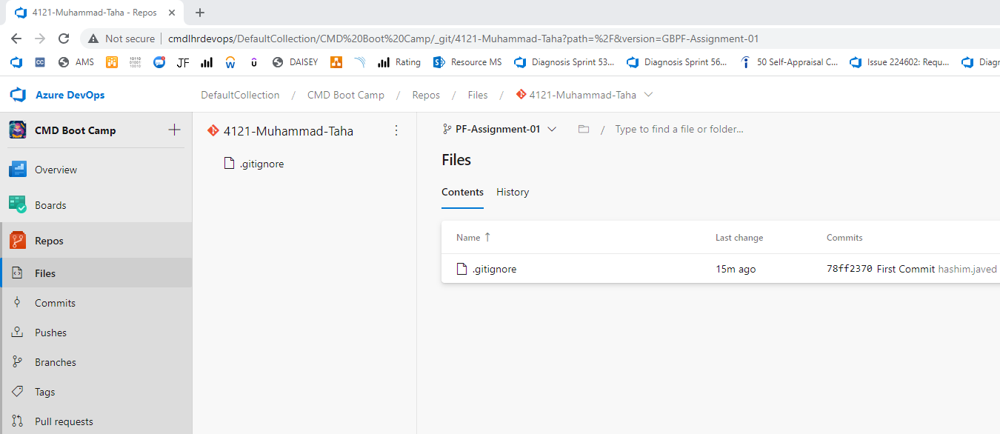 4121-Muhammad-Taha - Repos
Not secure cmdlhrdevops/DefaultCollection/CMD%20Boot%20Camp/_git/4121-Muhammad-Taha?path=%2F&version=GBPF-Assignment-01
CC AMS JF DAISEY Rating Resource MS Diagnosis Sprint 53... Diagnosis Sprint 56... 50 Self-Appraisal C... Issue 224602: Requ... Diagn
Azure DevOps DefaultCollection / CMD Boot Camp / Repos / Files / 4121-Muhammad-Taha
CMD Boot Camp
4121-Muhammad-Taha
PF-Assignment-01 / Type to find a file or folder...
.gitignore
Files
Overview
Boards
Repos
Files
Commits
Pushes
Branches
Tags
Pull requests
Contents History
Name ↑ Last change Commits
.gitignore 15m ago 78ff2370 First Commit hashim.javed